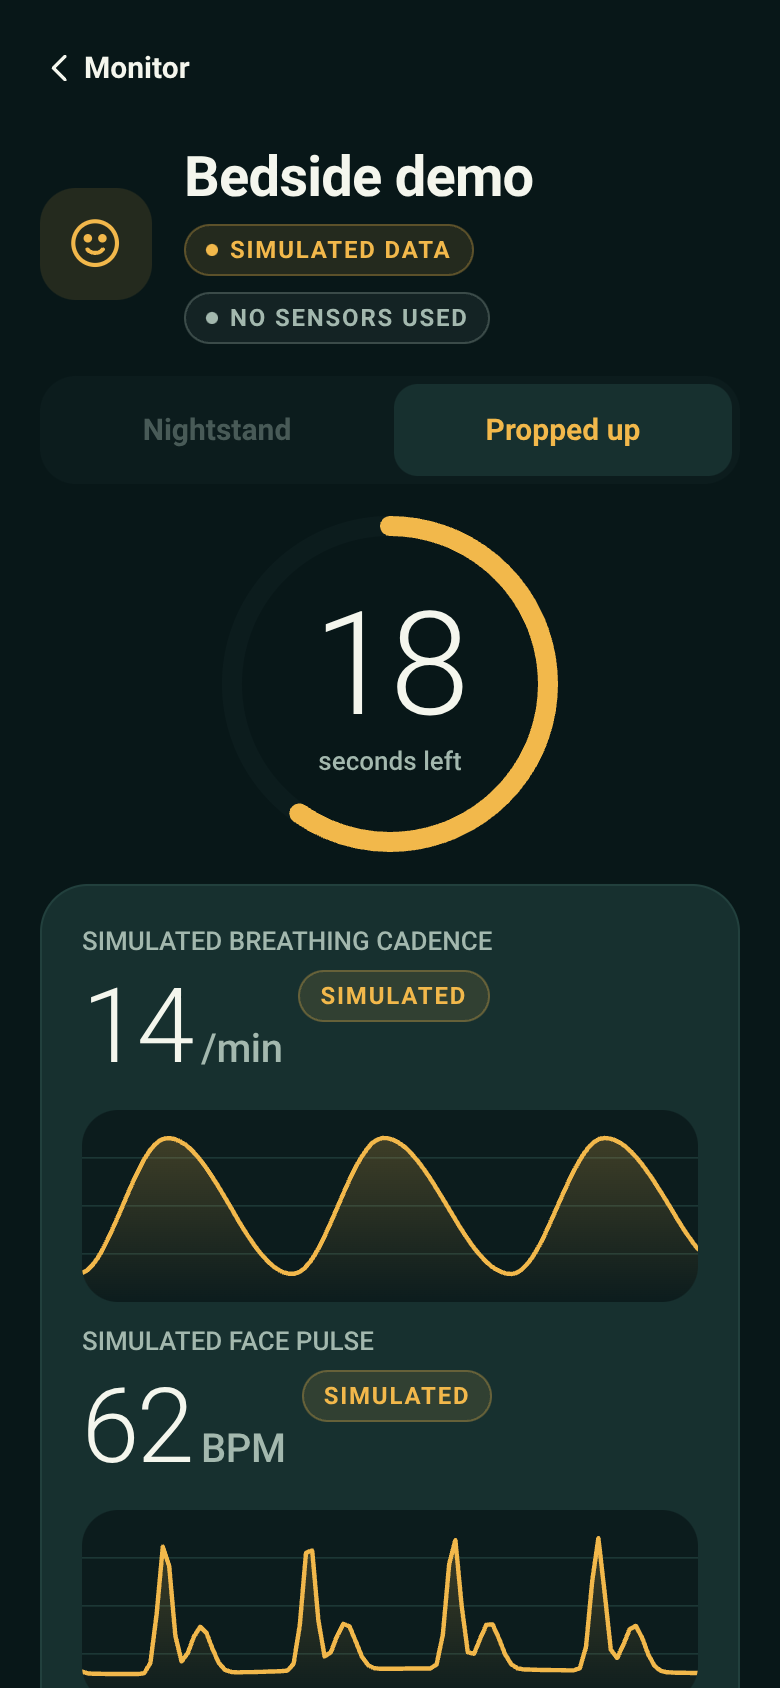 Monitor
Bedside demo
SIMULATED DATA
NO SENSORS USED
Nightstand
Propped up
18
seconds left
SIMULATED BREATHING CADENCE
14 /min
SIMULATED
SIMULATED FACE PULSE
62 BPM
SIMULATED